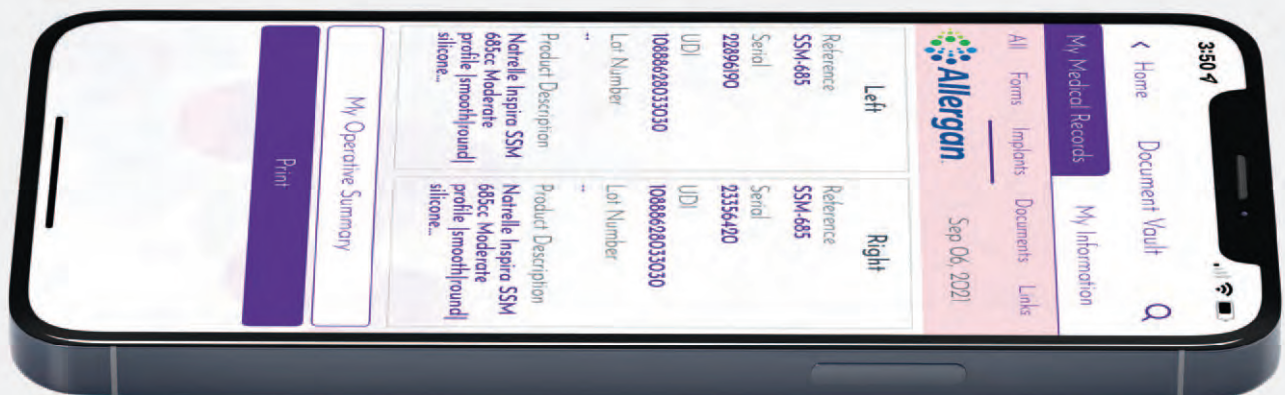 3:50
Home
Document Vault
My Medical Records
My Information
All
Forms
Implants
Documents
Links
Allergan.
Sep 06, 2021
Left
Reference
SSM-685
Serial
22896190
UDI
10888628033030
Lot Number
--
Product Description
Natrelle Inspira SSM
685cc Moderate
profile |smooth|round|
silicone...
Right
Reference
SSM-685
Serial
23356420
UDI
10888628033030
Lot Number
--
Product Description
Natrelle Inspira SSM
685cc Moderate
profile |smooth|round|
silicone...
My Operative Summary
Print